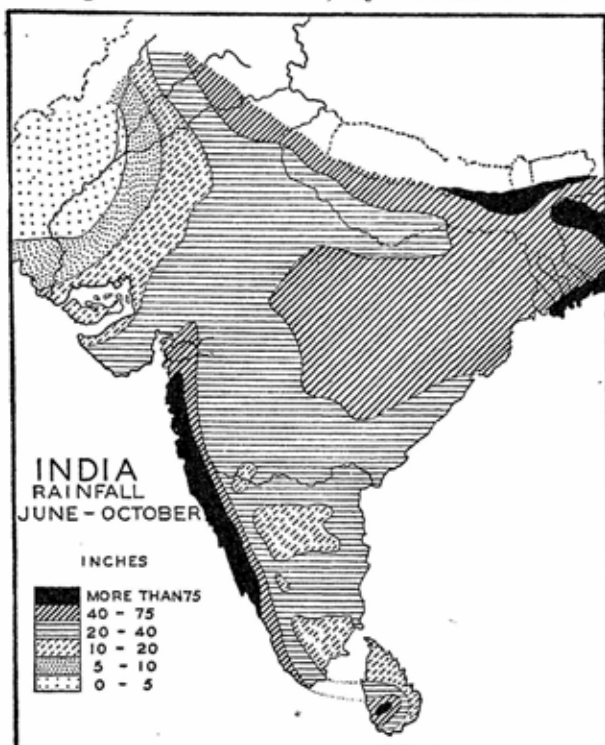 INDIA
RAINFALL
JUNE - OCTOBER
INCHES
MORE THAN 75
40 - 75
20 - 40
10 - 20
5 - 10
0 - 5